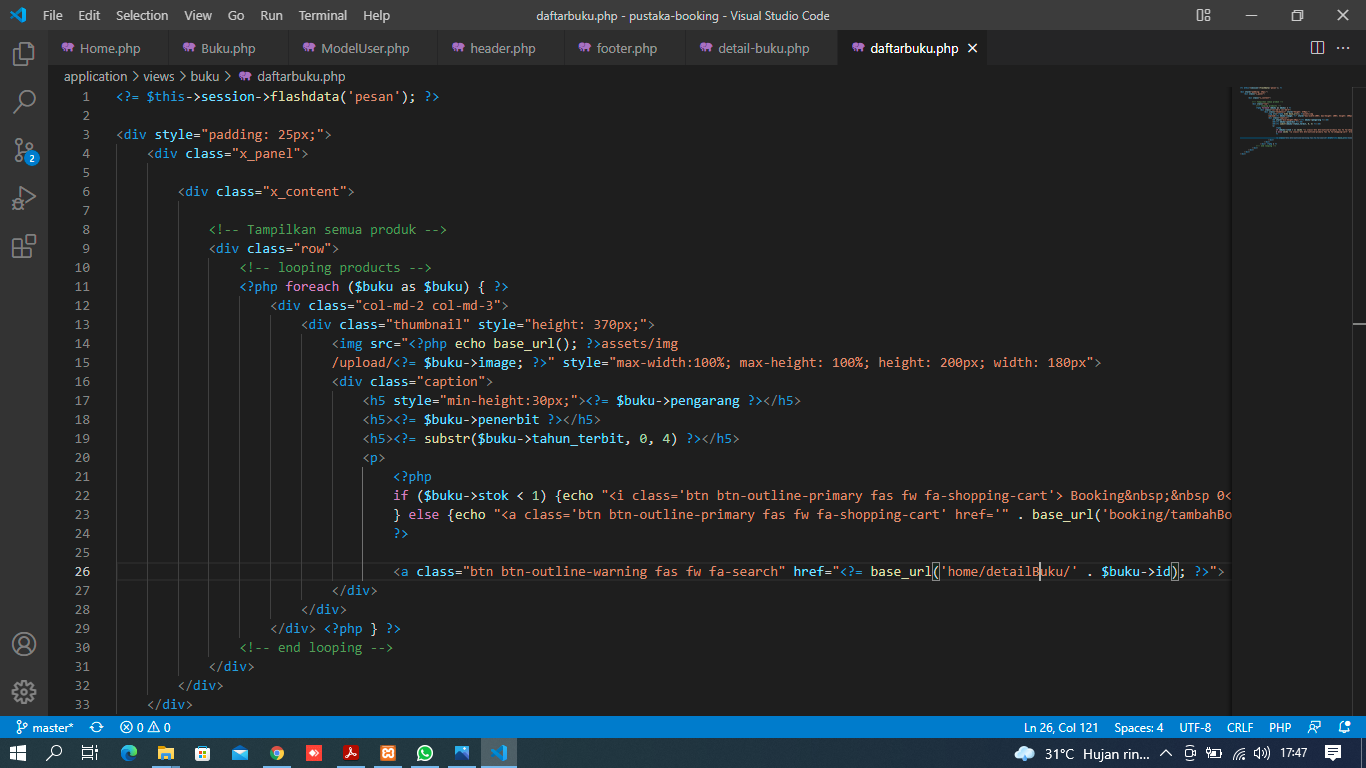 File Edit Selection View Go Run Terminal Help daftarbuku.php - pustaka-booking - Visual Studio Code
Home.php Buku.php ModelUser.php header.php footer.php detail-buku.php daftarbuku.php
application > views > buku > daftarbuku.php
1 <?= $this->session->flashdata('pesan'); ?>
2
3 <div style="padding: 25px;">
4 <div class="x_panel">
5
6 <div class="x_content">
7
8 <!-- Tampilkan semua produk -->
9 <div class="row">
10 <!-- looping products -->
11 <?php foreach ($buku as $buku) { ?>
12 <div class="col-md-2 col-md-3">
13 <div class="thumbnail" style="height: 370px;">
14 <img src="<?php echo base_url(); ?>assets/img
15 /upload/<?= $buku->image; ?>" style="max-width:100%; max-height: 100%; height: 200px; width: 180px">
16 <div class="caption">
17 <h5 style="min-height:30px;"><?= $buku->pengarang ?></h5>
18 <h5><?= $buku->penerbit ?></h5>
19 <h5><?= substr($buku->tahun_terbit, 0, 4) ?></h5>
20 <p>
21 <?php
22 if ($buku->stok < 1) {echo "<i class='btn btn-outline-primary fas fw fa-shopping-cart'> Booking&nbsp;&nbsp 0<
23 } else {echo "<a class='btn btn-outline-primary fas fw fa-shopping-cart' href='" . base_url('booking/tambahBo
24 ?>
25
26 <a class="btn btn-outline-warning fas fw fa-search" href="<?= base_url('home/detailBuku/' . $buku->id); ?>">
27 </div>
28 </div>
29 </div> <?php } ?>
30 <!-- end looping -->
31 </div>
32 </div>
33 </div>
2
master* 0 0 Ln 26, Col 121 Spaces: 4 UTF-8 CRLF PHP
31°C Hujan rin... 17:47